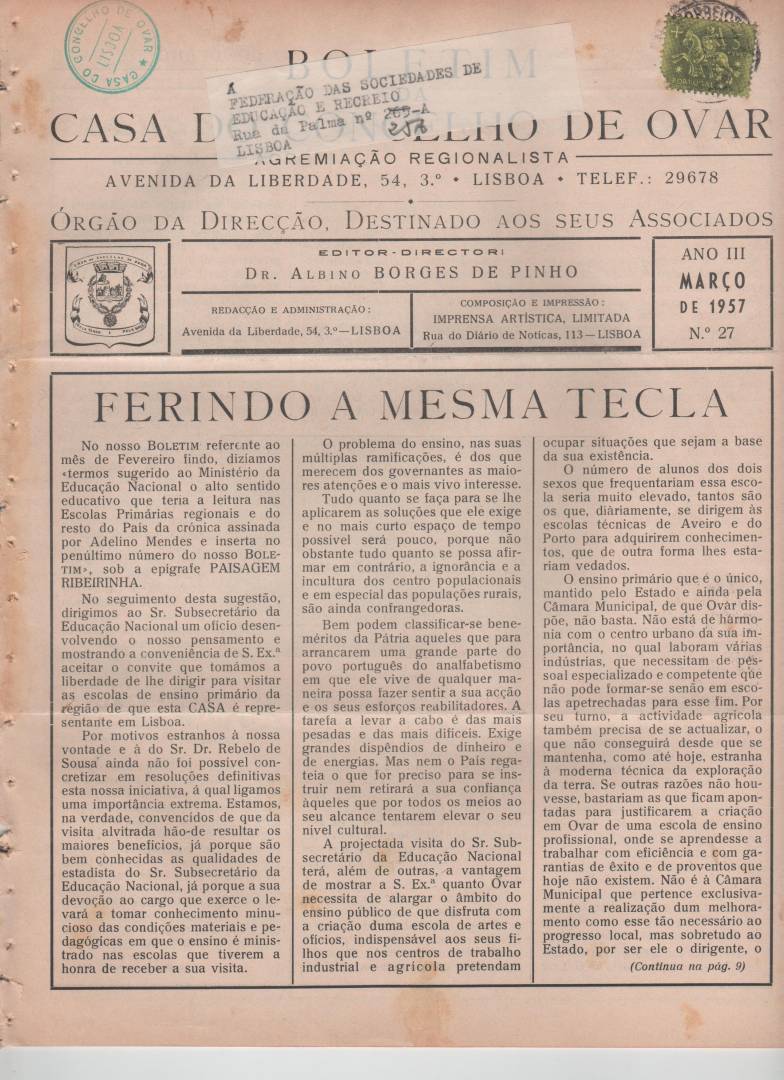 CASA DO CONCELHO DE OVAR
LISBOA
BOLETIM
DA
CASA DO CONCELHO DE OVAR
À
FEDERAÇÃO DAS SOCIEDADES DE
EDUCAÇÃO E RECREIO
Rua da Palma nº 265-A
256
LISBOA
AGREMIAÇÃO REGIONALISTA
AVENIDA DA LIBERDADE, 54, 3.º • LISBOA • TELEF.: 29678
ÓRGÃO DA DIRECÇÃO, DESTINADO AOS SEUS ASSOCIADOS
EDITOR-DIRECTOR:
DR. ALBINO BORGES DE PINHO
REDACÇÃO E ADMINISTRAÇÃO:
Avenida da Liberdade, 54, 3.º—LISBOA
COMPOSIÇÃO E IMPRESSÃO:
IMPRENSA ARTÍSTICA, LIMITADA
Rua do Diário de Noticas, 113—LISBOA
ANO III
MARÇO
DE 1957
N.º 27
FERINDO A MESMA TECLA
No nosso BOLETIM referente ao
mês de Fevereiro findo, dizíamos
«termos sugerido ao Ministério da
Educação Nacional o alto sentido
educativo que teria a leitura nas
Escolas Primárias regionais e do
resto do País da crónica assinada
por Adelino Mendes e inserta no
penúltimo número do nosso BOLE-
TIM», sob a epígrafe PAISAGEM
RIBEIRINHA.
No seguimento desta sugestão,
dirigimos ao Sr. Subsecretário da
Educação Nacional um ofício desen-
volvendo o nosso pensamento e
mostrando a conveniência de S. Ex.ª
aceitar o convite que tomámos a
liberdade de lhe dirigir para visitar
as escolas de ensino primário da
região de que esta CASA é repre-
sentante em Lisboa.
Por motivos estranhos à nossa
vontade e à do Sr. Dr. Rebelo de
Sousa ainda não foi possível con-
cretizar em resoluções definitivas
esta nossa iniciativa, á qual ligamos
uma importância extrema. Estamos,
na verdade, convencidos de que da
visita alvitrada hão-de resultar os
maiores benefícios, já porque são
bem conhecidas as qualidades de
estadista do Sr. Subsecretário da
Educação Nacional, já porque a sua
devoção ao cargo que exerce o le-
vará a tomar conhecimento minu-
cioso das condições materiais e pe-
dagógicas em que o ensino é minis-
trado nas escolas que tiverem a
honra de receber a sua visita.
O problema do ensino, nas suas
múltiplas ramificações, é dos que
merecem dos governantes as maio-
res atenções e o mais vivo interesse.
Tudo quanto se faça para se lhe
aplicarem as soluções que ele exige
e no mais curto espaço de tempo
possível será pouco, porque não
obstante tudo quanto se possa afir-
mar em contrário, a ignorância e a
incultura dos centro populacionais
e em especial das populações rurais,
são ainda confrangedoras.
Bem podem classificar-se bene-
méritos da Pátria aqueles que para
arrancarem uma grande parte do
povo português do analfabetismo
em que ele vive de qualquer ma-
neira possa fazer sentir a sua acção
e os seus esforços reabilitadores. A
tarefa a levar a cabo é das mais
pesadas e das mais difíceis. Exige
grandes dispêndios de dinheiro e
de energias. Mas nem o País rega-
teia o que for preciso para se ins-
truir nem retirará a sua confiança
àqueles que por todos os meios ao
seu alcance tentarem elevar o seu
nível cultural.
A projectada visita do Sr. Sub-
secretário da Educação Nacional
terá, além de outras, a vantagem
de mostrar a S. Ex.ª quanto Ovar
necessita de alargar o âmbito do
ensino público de que disfruta com
a criação duma escola de artes e
ofícios, indispensável aos seus fi-
lhos que nos centros de trabalho
industrial e agrícola pretendam
ocupar situações que sejam a base
da sua existência.
O número de alunos dos dois
sexos que frequentariam essa esco-
la seria muito elevado, tantos são
os que, diàriamente, se dirigem às
escolas técnicas de Aveiro e do
Porto para adquirirem conhecimen-
tos, que de outra forma lhes esta-
riam vedados.
O ensino primário que é o único,
mantido pelo Estado e ainda pela
Câmara Municipal, de que Ovar dis-
põe, não basta. Não está de harmo-
nia com o centro urbano da sua im-
portância, no qual laboram várias
indústrias, que necessitam de pes-
soal especializado e competente que
não pode formar-se senão em esco-
las apetrechadas para esse fim. Por
seu turno, a actividade agrícola
também precisa de se actualizar, o
que não conseguirá desde que se
mantenha, como até hoje, estranha
à moderna técnica da exploração
da terra. Se outras razões não hou-
vesse, bastariam as que ficam apon-
tadas para justificarem a criação
em Ovar de uma escola de ensino
profissional, onde se aprendesse a
trabalhar com eficiência e com ga-
rantias de êxito e de proventos que
hoje não existem. Não é à Câmara
Municipal que pertence exclusiva-
mente a realização dum melhora-
mento como esse tão necessário ao
progresso local, mas sobretudo ao
Estado, por ser ele o dirigente, o
(Continua na pág. 9)